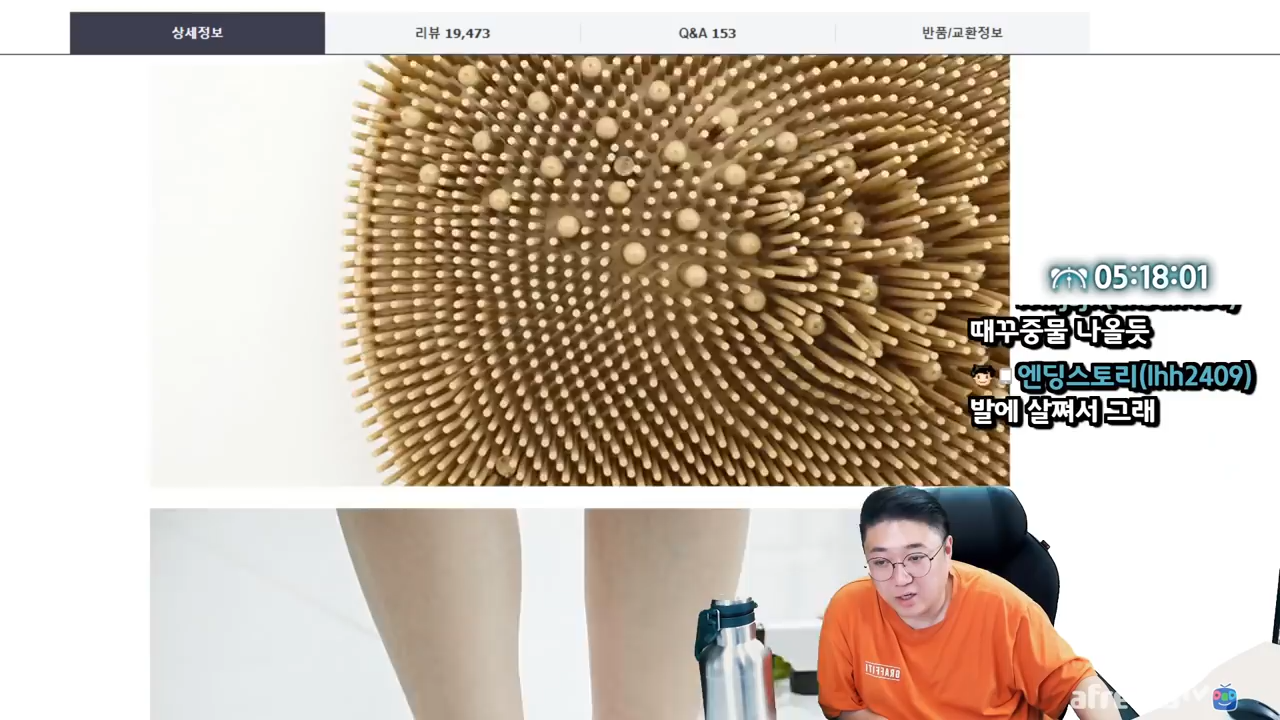 상세정보
리뷰 19,473
Q&A 153
반품/교환정보
05:18:01
때꾸중물 나올듯
엔딩스토리(lhh2409)
발에 살쪄서 그래
GRAFFITI